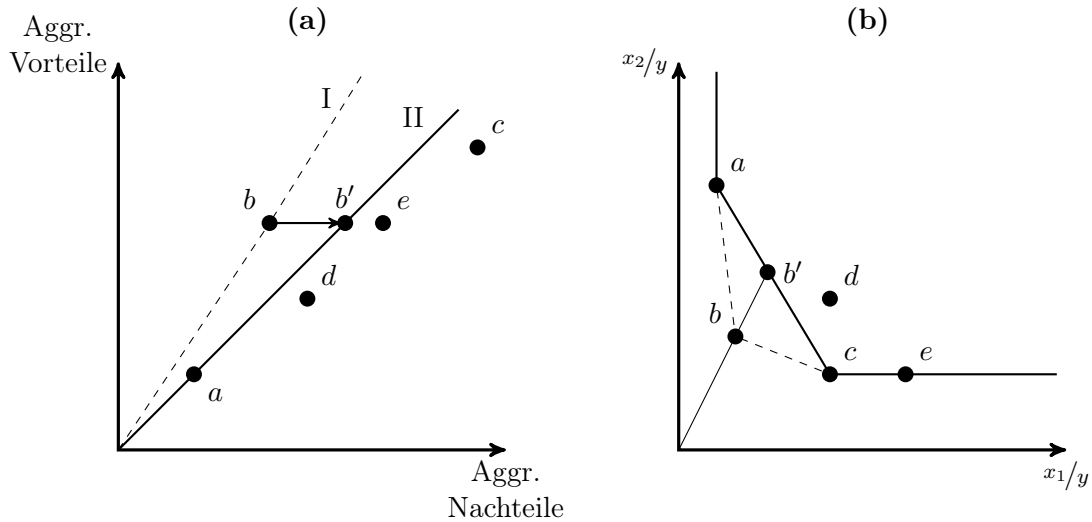 (a)
Aggr.
Vorteile
I
II
c
b
b′
e
d
a
Aggr.
Nachteile
(b)
x₂/y
a
b′
d
b
c
e
x₁/y